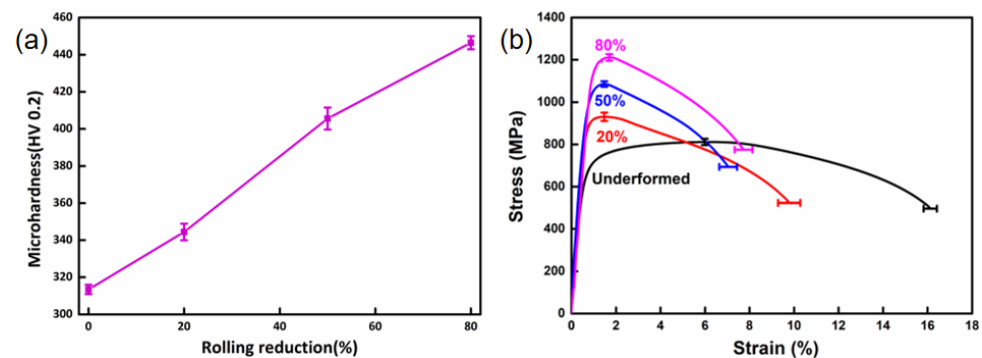 (a)
460
440
420
400
380
360
340
320
300
Microhardness(HV 0.2)
0 20 40 60 80
Rolling reduction(%)
(b)
1400
1200
1000
800
600
400
200
0
Stress (MPa)
80%
50%
20%
Underformed
0 2 4 6 8 10 12 14 16 18
Strain (%)